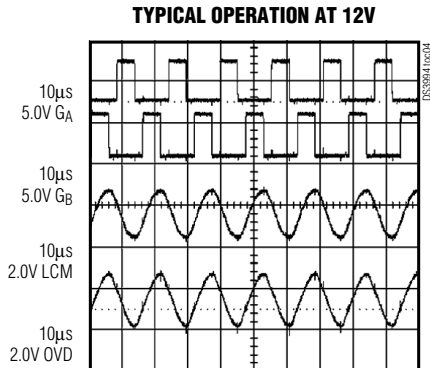 TYPICAL OPERATION AT 12V
DS3994 toc04
10µs
5.0V GA
10µs
5.0V GB
10µs
2.0V LCM
10µs
2.0V OVD